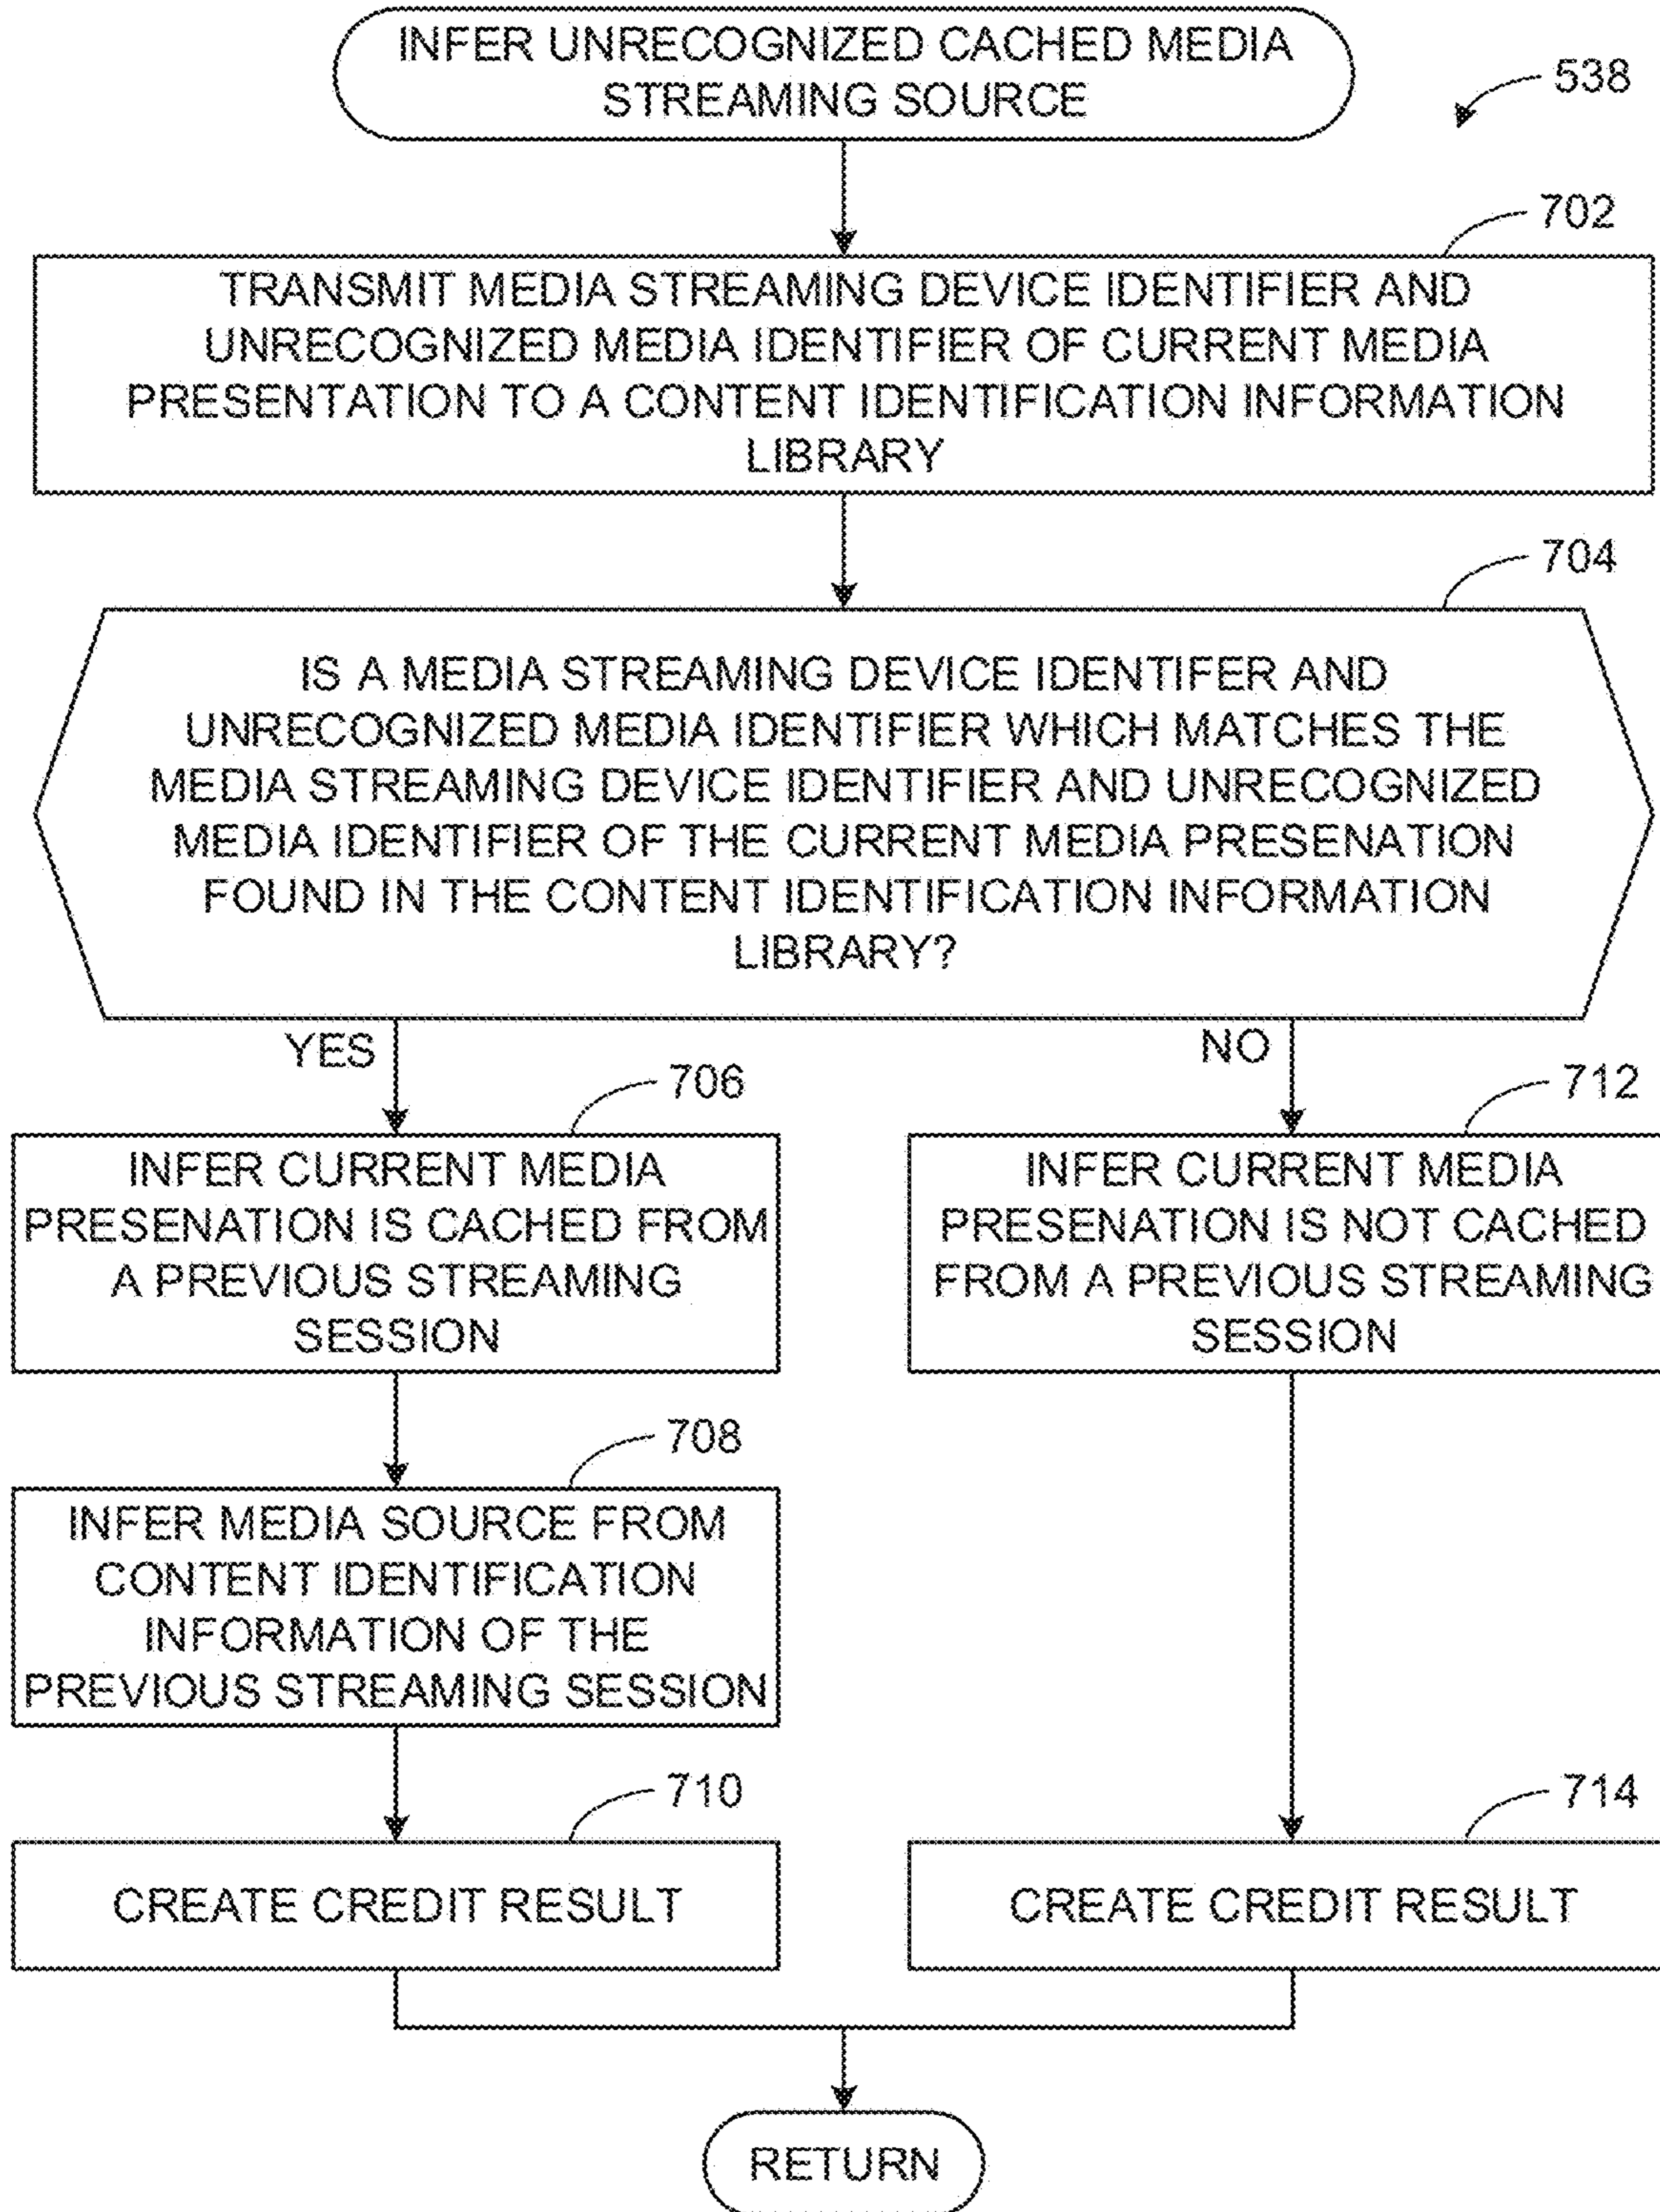 INFER UNRECOGNIZED CACHED MEDIA
STREAMING SOURCE
538
702
TRANSMIT MEDIA STREAMING DEVICE IDENTIFIER AND
UNRECOGNIZED MEDIA IDENTIFIER OF CURRENT MEDIA
PRESENTATION TO A CONTENT IDENTIFICATION INFORMATION
LIBRARY
704
IS A MEDIA STREAMING DEVICE IDENTIFER AND
UNRECOGNIZED MEDIA IDENTIFIER WHICH MATCHES THE
MEDIA STREAMING DEVICE IDENTIFIER AND UNRECOGNIZED
MEDIA IDENTIFIER OF THE CURRENT MEDIA PRESENATION
FOUND IN THE CONTENT IDENTIFICATION INFORMATION
LIBRARY?
YES
706
INFER CURRENT MEDIA
PRESENATION IS CACHED FROM
A PREVIOUS STREAMING
SESSION
708
INFER MEDIA SOURCE FROM
CONTENT IDENTIFICATION
INFORMATION OF THE
PREVIOUS STREAMING SESSION
710
CREATE CREDIT RESULT
NO
712
INFER CURRENT MEDIA
PRESENATION IS NOT CACHED
FROM A PREVIOUS STREAMING
SESSION
714
CREATE CREDIT RESULT
RETURN